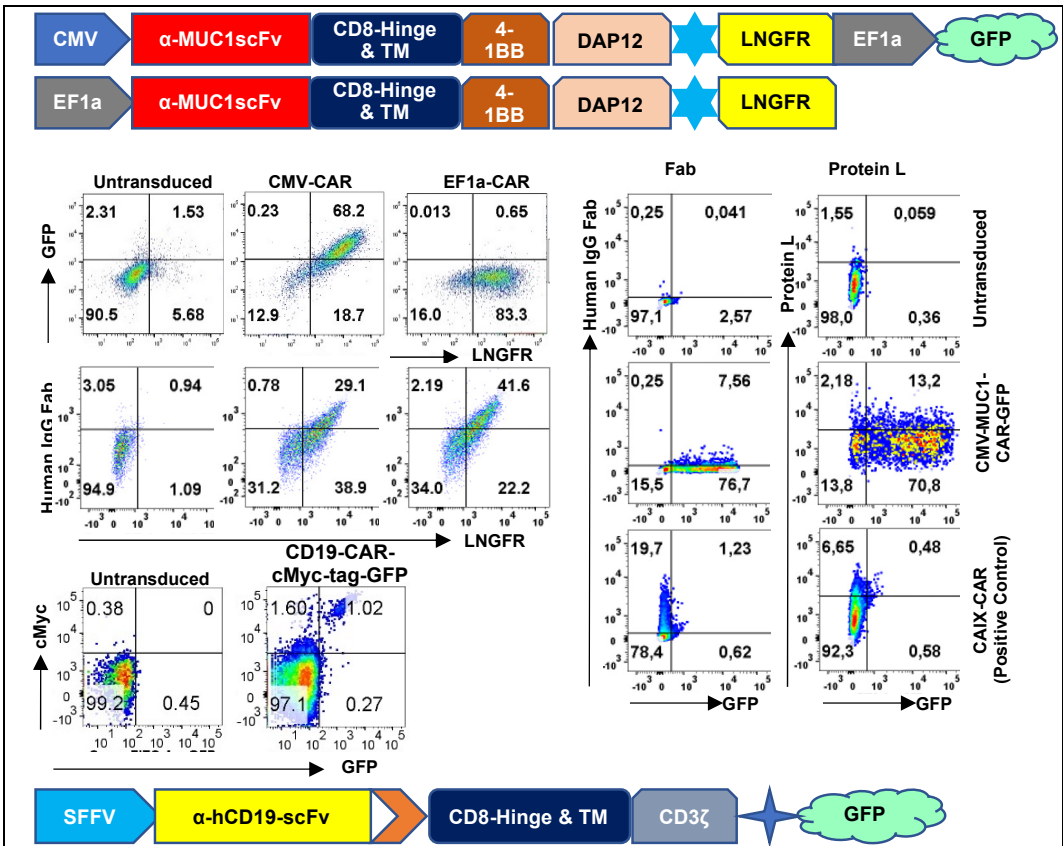 CMV
α-MUC1scFv
CD8-Hinge
& TM
4-
1BB
DAP12
LNGFR
EF1a
GFP
EF1a
α-MUC1scFv
CD8-Hinge
& TM
4-
1BB
DAP12
LNGFR
Untransduced
CMV-CAR
EF1a-CAR
GFP
2.31
1.53
90.5
5.68
0.23
68.2
12.9
18.7
0.013
0.65
16.0
83.3
LNGFR
Human IgG Fab
3.05
0.94
94.9
1.09
0.78
29.1
31.2
38.9
2.19
41.6
34.0
22.2
LNGFR
Untransduced
CD19-CAR-
cMyc-tag-GFP
cMyc
0.38
0
99.2
0.45
1.60
1.02
97.1
0.27
GFP
Fab
Protein L
Human IgG Fab
Protein L
0,25
0,041
97,1
2,57
1,55
0,059
98,0
0,36
Untransduced
0,25
7,56
15,5
76,7
2,18
13,2
13,8
70,8
CMV-MUC1-
CAR-GFP
19,7
1,23
78,4
0,62
6,65
0,48
92,3
0,58
CAIX-CAR
(Positive Control)
GFP
GFP
SFFV
α-hCD19-scFv
CD8-Hinge & TM
CD3ζ
GFP